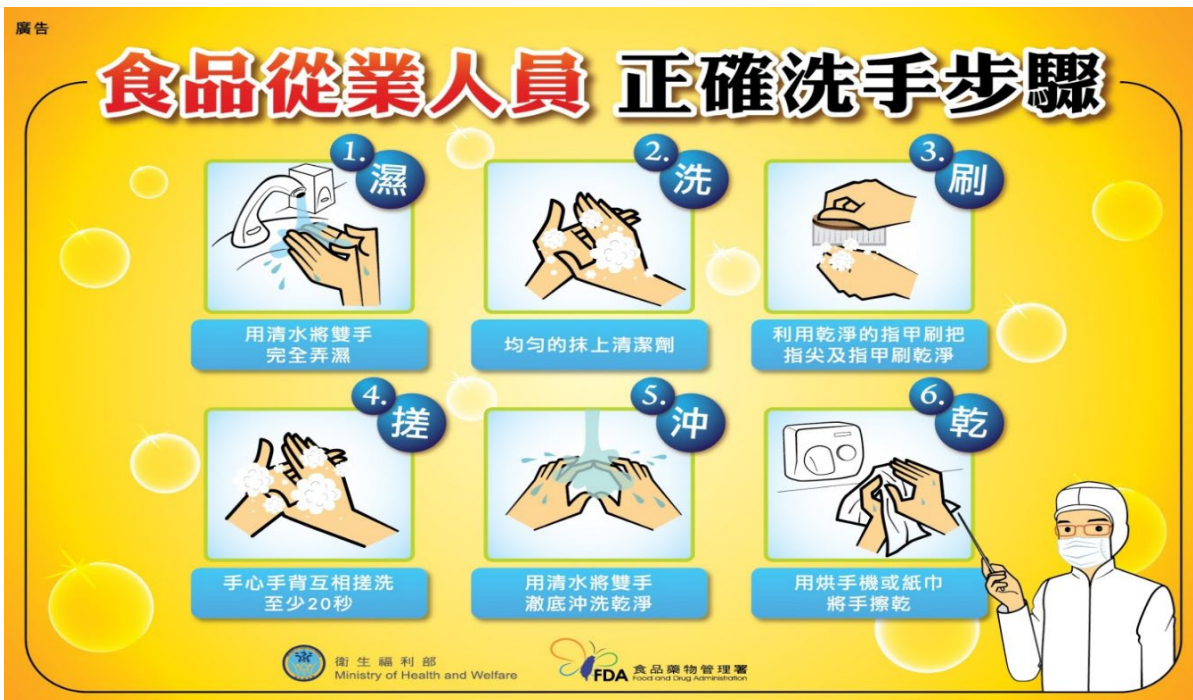 廣告
食品從業人員 正確洗手步驟
1. 濕
用清水將雙手
完全弄濕
2. 洗
均勻的抹上清潔劑
3. 刷
利用乾淨的指甲刷把
指尖及指甲刷乾淨
4. 搓
手心手背互相搓洗
至少20秒
5. 沖
用清水將雙手
澈底沖洗乾淨
6. 乾
用烘手機或紙巾
將手擦乾
衛生福利部
Ministry of Health and Welfare
FDA 食品藥物管理署
Food and Drug Administration